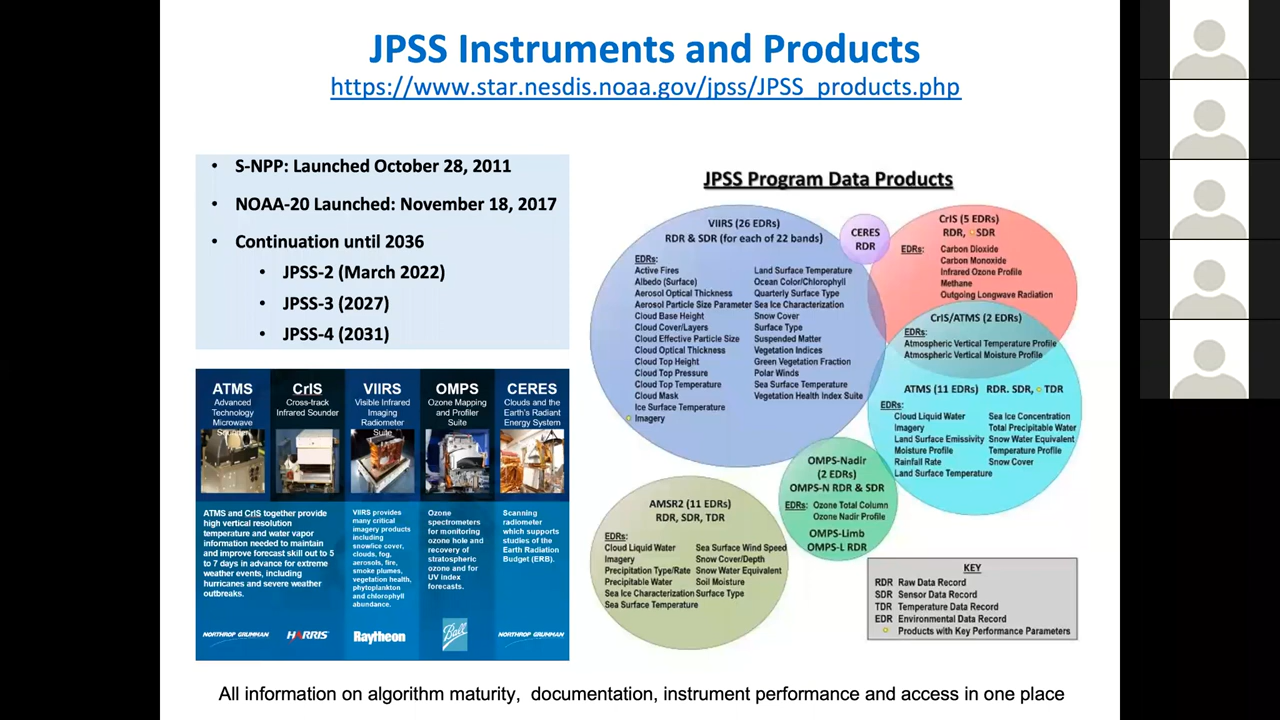 JPSS Instruments and Products
https://www.star.nesdis.noaa.gov/jpss/JPSS_products.php
• S-NPP: Launched October 28, 2011
• NOAA-20 Launched: November 18, 2017
• Continuation until 2036
• JPSS-2 (March 2022)
• JPSS-3 (2027)
• JPSS-4 (2031)
ATMS
Advanced
Technology
Microwave
CrIS
Cross-track
Infrared Sounder
VIIRS
Visible Infrared
Imaging
Radiometer
Suite
OMPS
Ozone Mapping
and Profiler
Suite
CERES
Clouds and the
Earth's Radiant
Energy System
ATMS and CrIS together provide
high vertical resolution
temperature and water vapor
information needed to maintain
and improve forecast skill out to 5
to 7 days in advance for extreme
weather events, including
hurricanes and severe weather
outbreaks.
VIIRS provides
many critical
imagery products
including
snow/ice cover,
clouds, fog,
aerosols, fire,
smoke plumes,
vegetation health,
phytoplankton
and chlorophyll
abundance.
Ozone
spectrometers
for monitoring
ozone hole and
recovery of
stratospheric
ozone and for
UV index
forecasts.
Scanning
radiometer
which supports
studies of the
Earth Radiation
Budget (ERB).
NORTHROP GRUMMAN
HARRIS
Raytheon
Ball
NORTHROP GRUMMAN
JPSS Program Data Products
VIIRS (26 EDRs)
RDR & SDR (for each of 22 bands)
EDRs:
Active Fires
Albedo (Surface)
Aerosol Optical Thickness
Aerosol Particle Size Parameter
Cloud Base Height
Cloud Cover/Layers
Cloud Effective Particle Size
Cloud Optical Thickness
Cloud Top Height
Cloud Top Pressure
Cloud Top Temperature
Cloud Mask
Ice Surface Temperature
Imagery
Land Surface Temperature
Ocean Color/Chlorophyll
Quarterly Surface Type
Sea Ice Characterization
Snow Cover
Surface Type
Suspended Matter
Vegetation Indices
Green Vegetation Fraction
Polar Winds
Sea Surface Temperature
Vegetation Health Index Suite
CERES
RDR
CrIS (5 EDRs)
RDR, SDR
EDRs:
Carbon Dioxide
Carbon Monoxide
Infrared Ozone Profile
Methane
Outgoing Longwave Radiation
CrIS/ATMS (2 EDRs)
EDRs:
Atmospheric Vertical Temperature Profile
Atmospheric Vertical Moisture Profile
ATMS (11 EDRs) RDR. SDR, TDR
EDRs:
Cloud Liquid Water
Imagery
Land Surface Emissivity
Moisture Profile
Rainfall Rate
Land Surface Temperature
Sea Ice Concentration
Total Precipitable Water
Snow Water Equivalent
Temperature Profile
Snow Cover
OMPS-Nadir
(2 EDRs)
OMPS-N RDR & SDR
EDRs: Ozone Total Column
Ozone Nadir Profile
OMPS-Limb
OMPS-L RDR
AMSR2 (11 EDRs)
RDR, SDR, TDR
EDRs:
Cloud Liquid Water
Imagery
Precipitation Type/Rate
Precipitable Water
Sea Ice Characterization
Sea Surface Temperature
Sea Surface Wind Speed
Snow Cover/Depth
Snow Water Equivalent
Soil Moisture
Surface Type
KEY
RDR Raw Data Record
SDR Sensor Data Record
TDR Temperature Data Record
EDR Environmental Data Record
Products with Key Performance Parameters
All information on algorithm maturity, documentation, instrument performance and access in one place